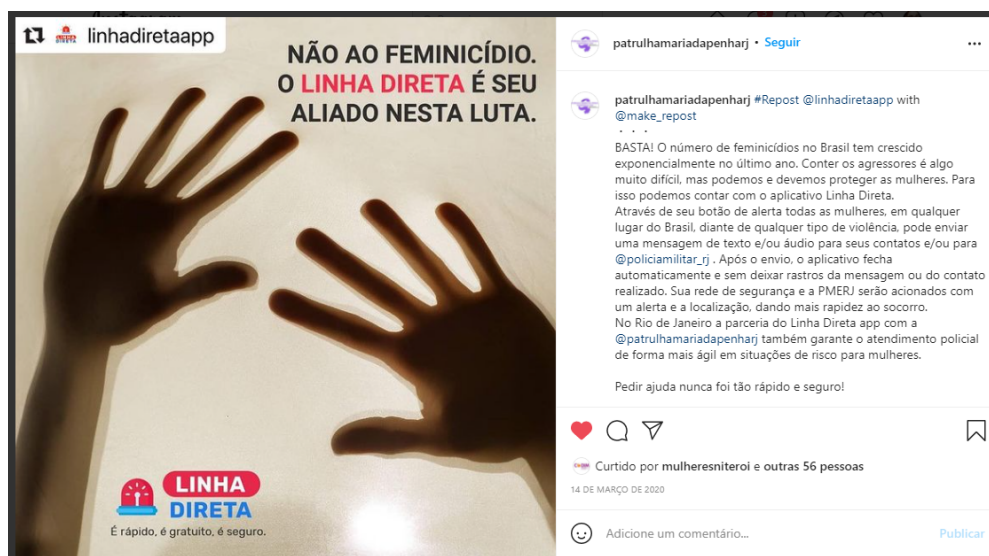 linhadiretaapp
NÃO AO FEMINICÍDIO.
O LINHA DIRETA É SEU
ALIADO NESTA LUTA.
LINHA
DIRETA
É rápido, é gratuito, é seguro.
patrulhamariadapenharj • Seguir
patrulhamariadapenharj #Repost @linhadiretaapp with
@make_repost
・・・
BASTA! O número de feminicídios no Brasil tem crescido
exponencialmente no último ano. Conter os agressores é algo
muito difícil, mas podemos e devemos proteger as mulheres. Para
isso podemos contar com o aplicativo Linha Direta.
Através de seu botão de alerta todas as mulheres, em qualquer
lugar do Brasil, diante de qualquer tipo de violência, pode enviar
uma mensagem de texto e/ou áudio para seus contatos e/ou para
@policiamilitar_rj . Após o envio, o aplicativo fecha
automaticamente e sem deixar rastros da mensagem ou do contato
realizado. Sua rede de segurança e a PMERJ serão acionados com
um alerta e a localização, dando mais rapidez ao socorro.
No Rio de Janeiro a parceria do Linha Direta app com a
@patrulhamariadapenharj também garante o atendimento policial
de forma mais ágil em situações de risco para mulheres.
Pedir ajuda nunca foi tão rápido e seguro!
Curtido por mulheresniteroi e outras 56 pessoas
14 DE MARÇO DE 2020
Adicione um comentário...
Publicar